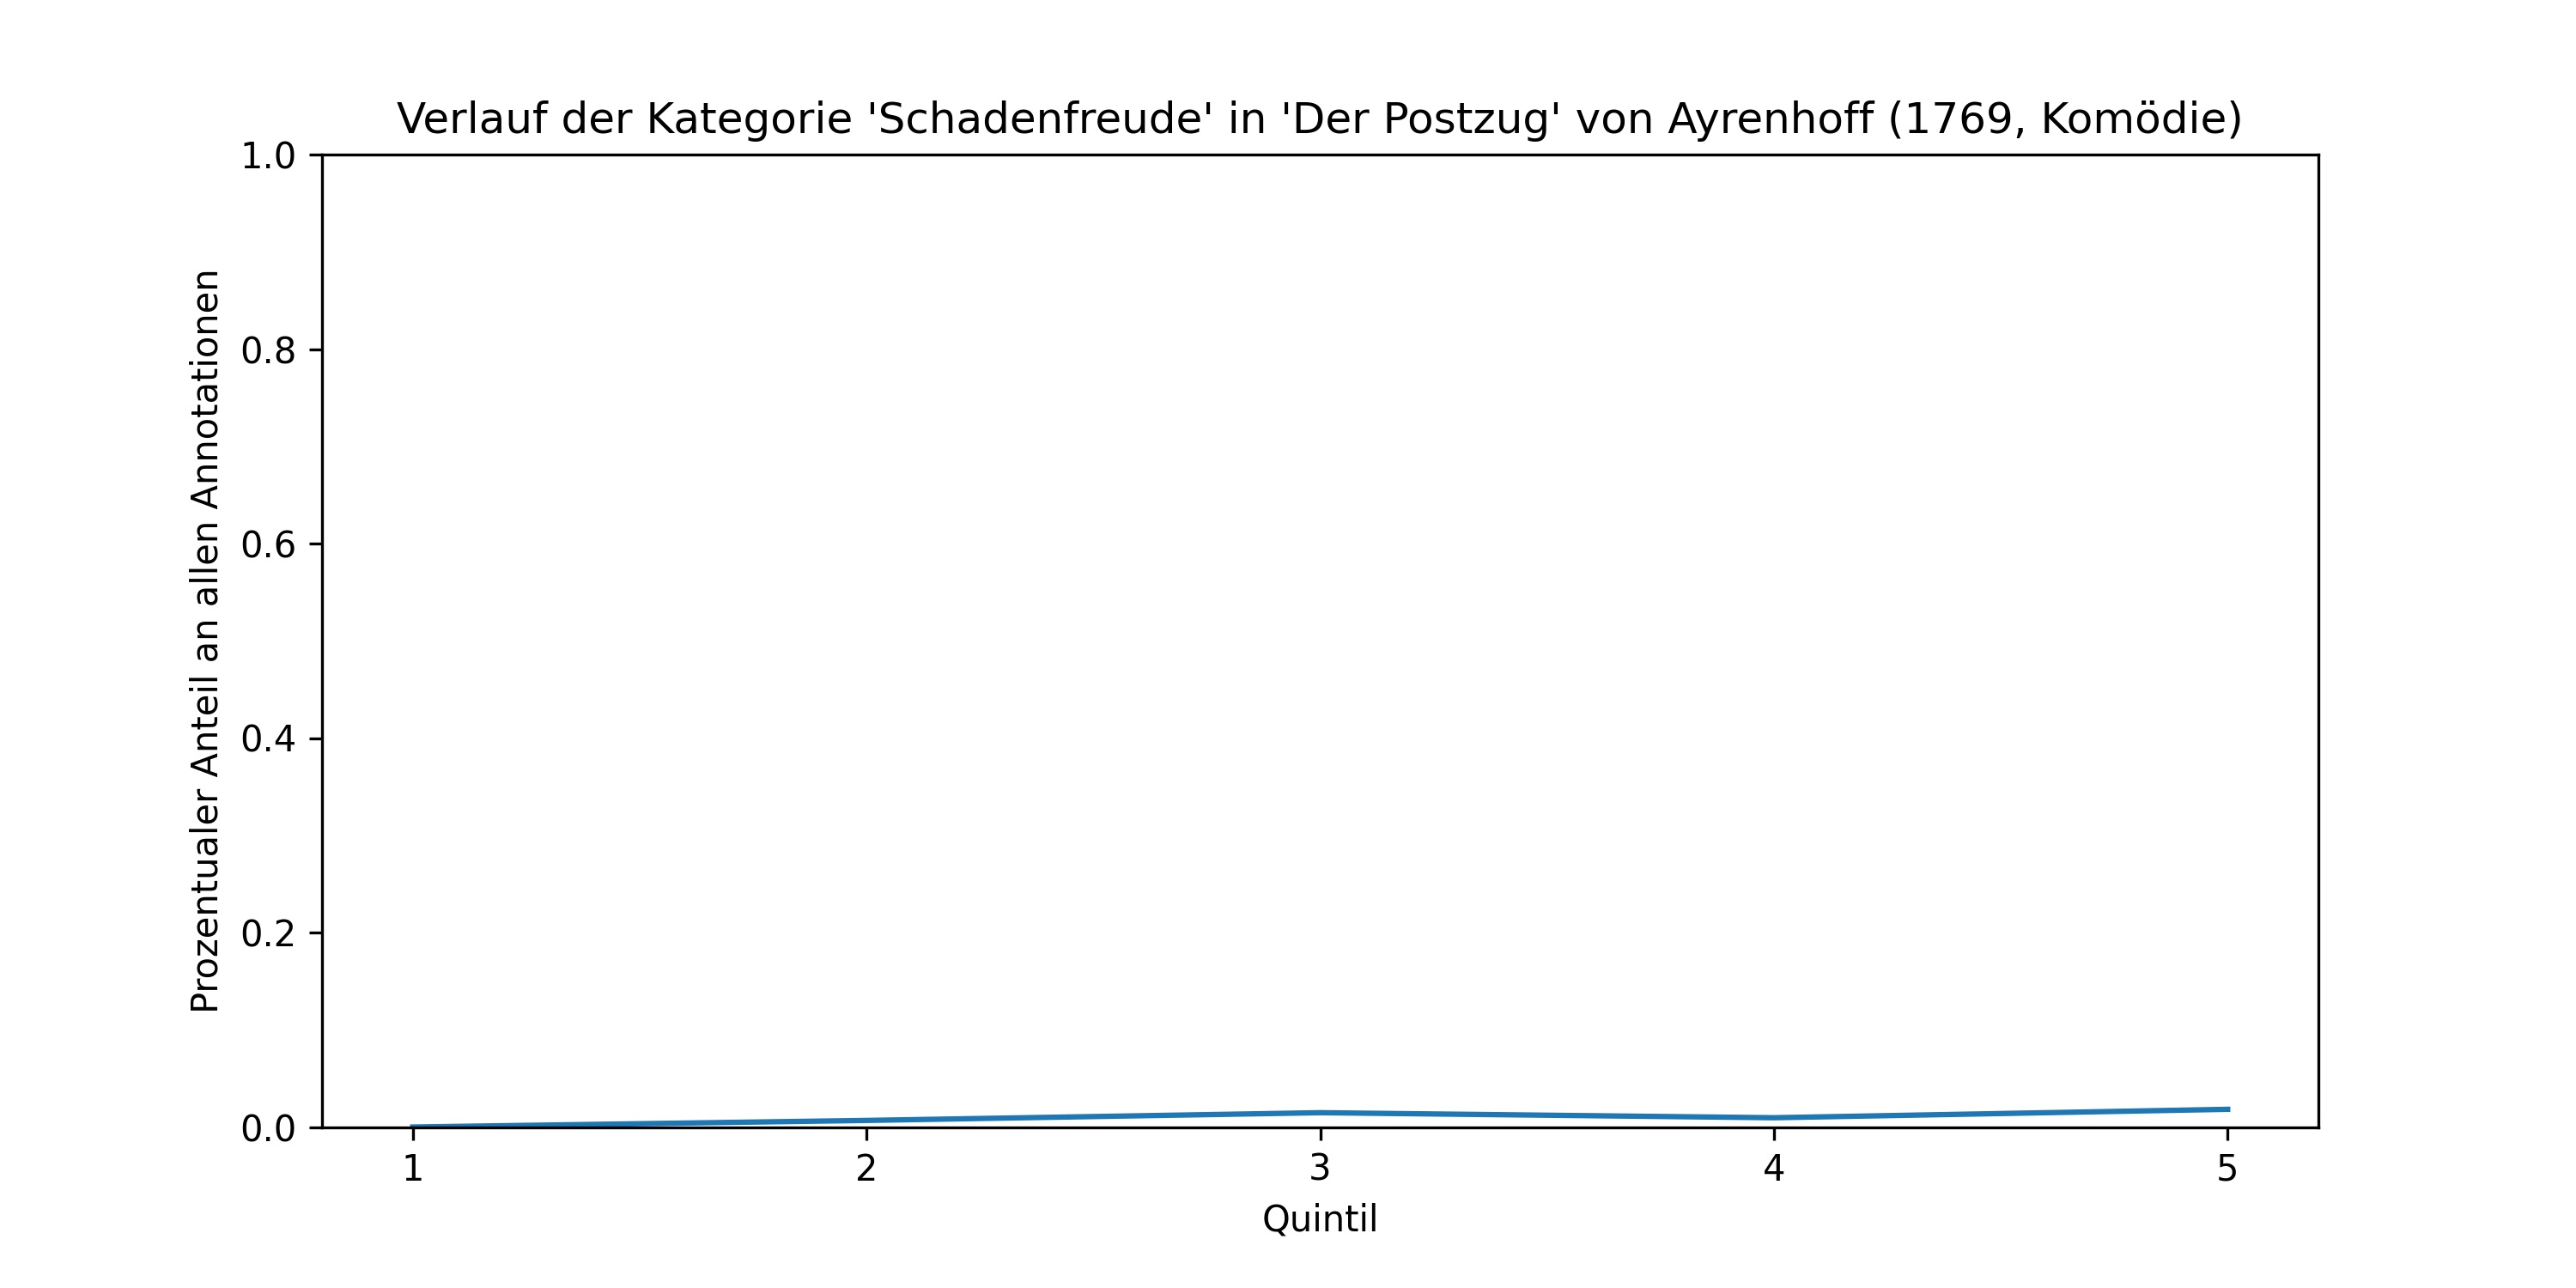 Verlauf der Kategorie 'Schadenfreude' in 'Der Postzug' von Ayrenhoff (1769, Komödie)
Prozentualer Anteil an allen Annotationen
1.0
0.8
0.6
0.4
0.2
0.0
1 2 3 4 5
Quintil